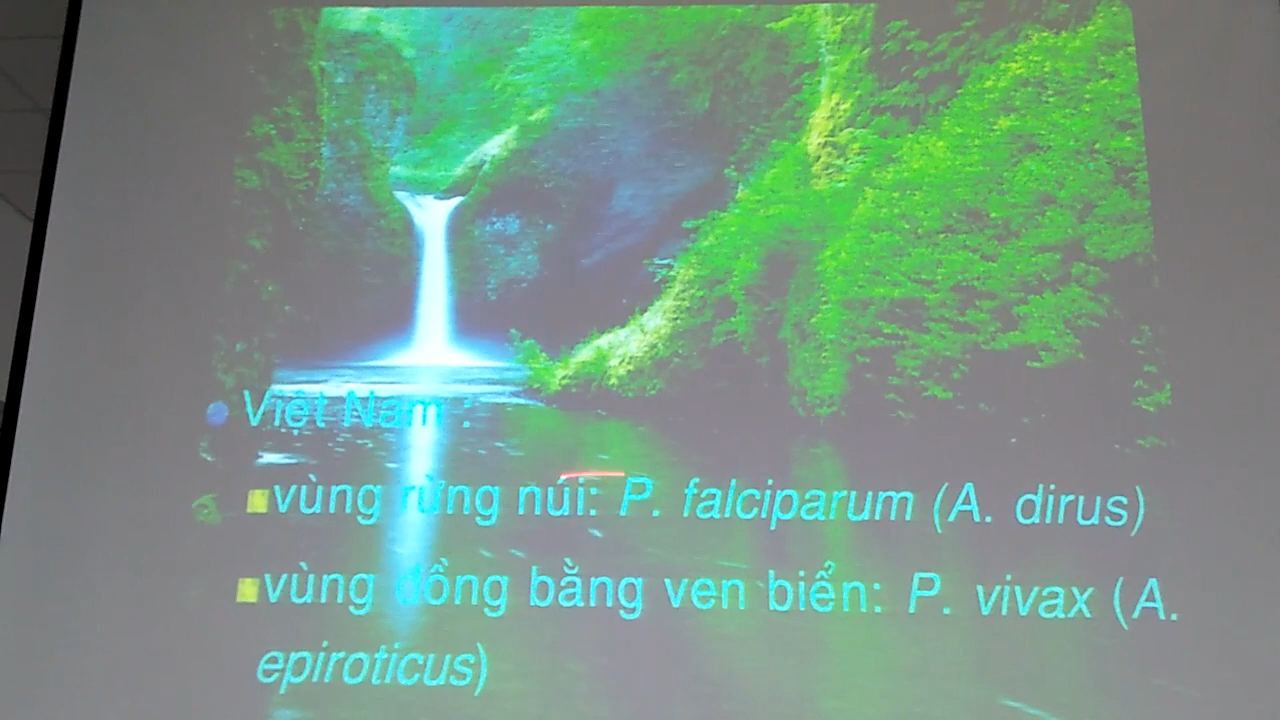 Việt Nam :
vùng rừng núi: P. falciparum (A. dirus)
vùng đồng bằng ven biển: P. vivax (A.
epiroticus)